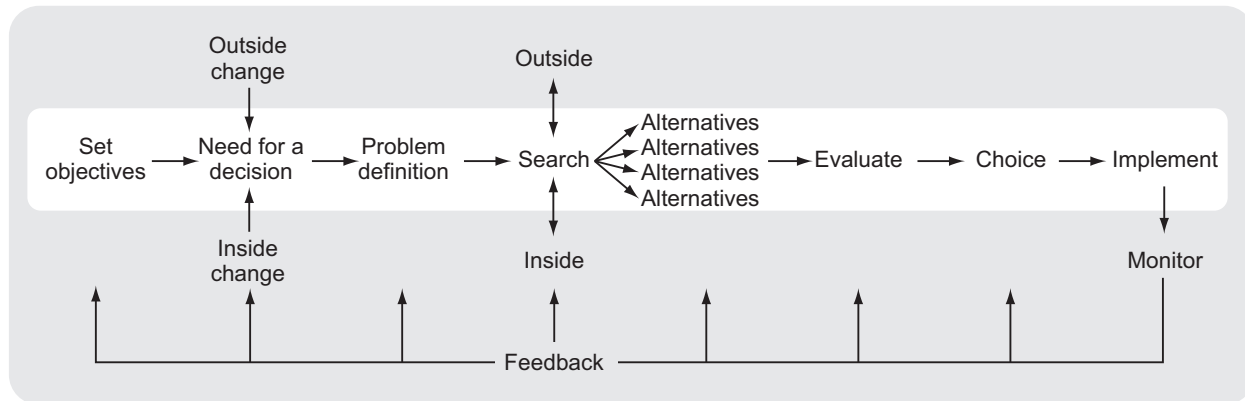 Outside
change
Outside
Set
objectives
Need for a
decision
Problem
definition
Search
Alternatives
Alternatives
Alternatives
Alternatives
Evaluate
Choice
Implement
Inside
change
Inside
Monitor
Feedback